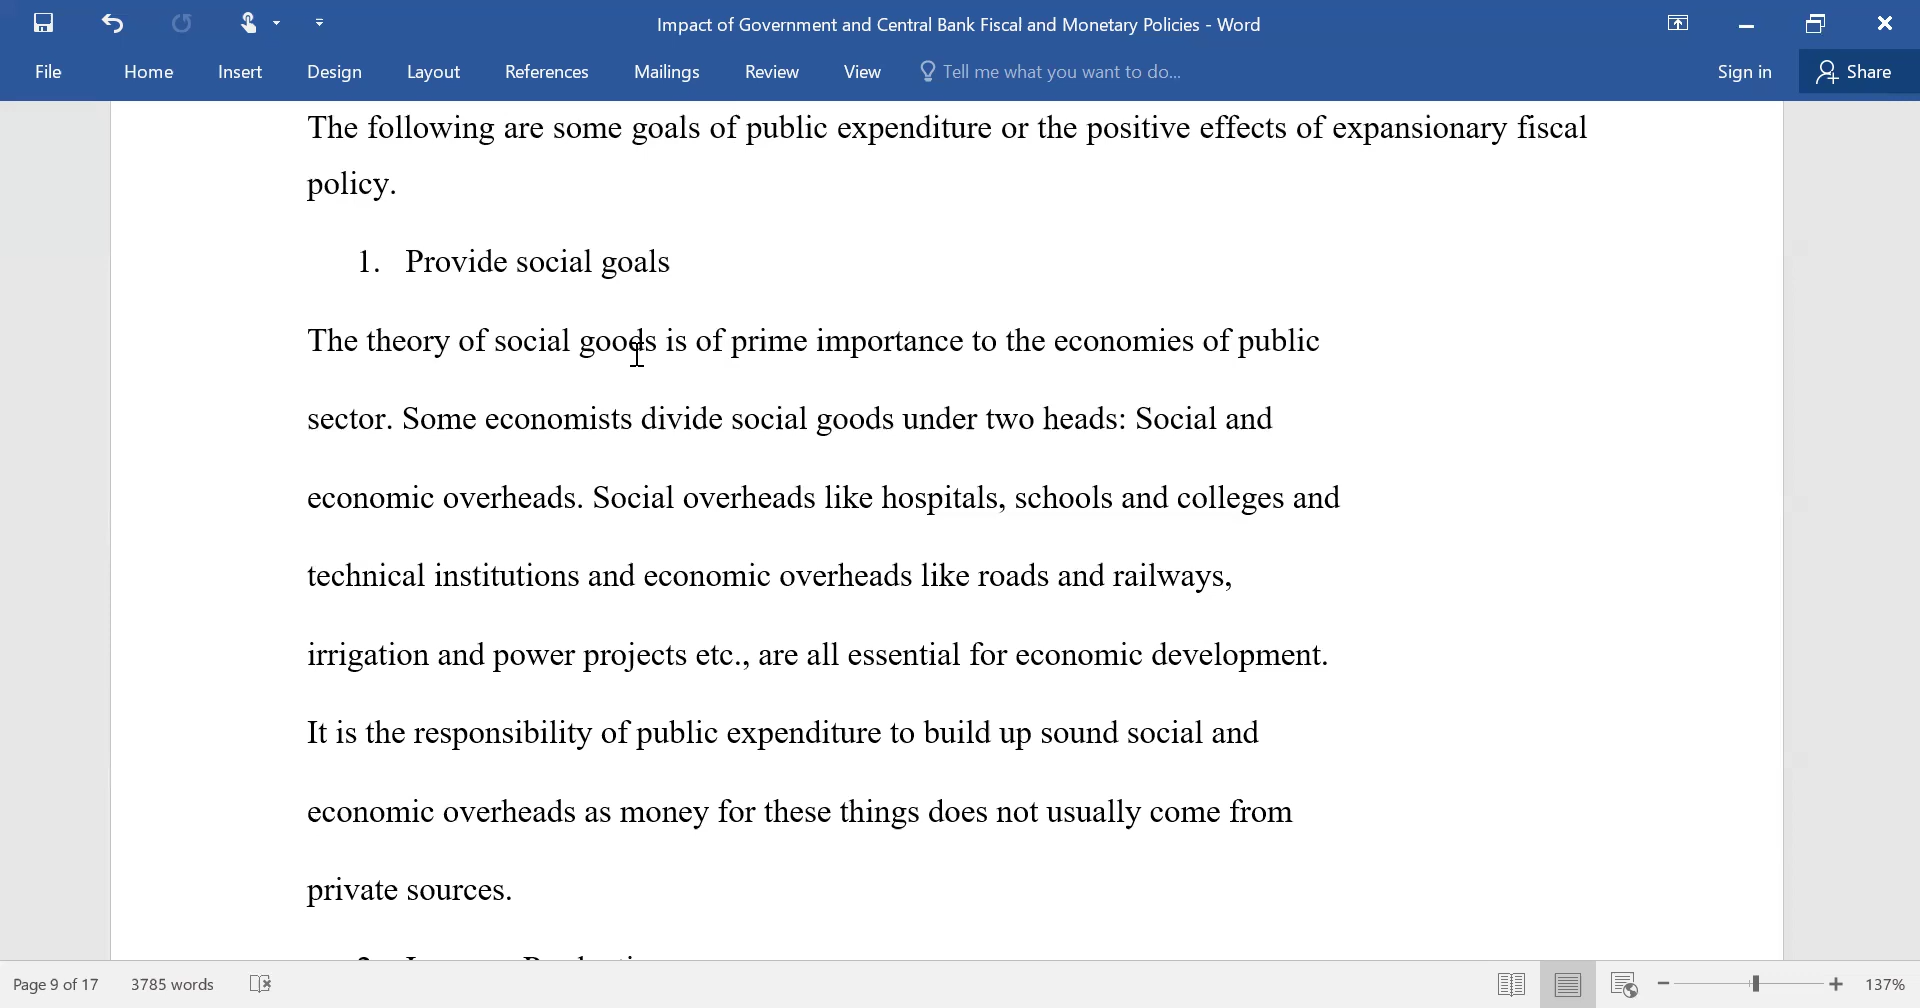 Impact of Government and Central Bank Fiscal and Monetary Policies - Word
File Home Insert Design Layout References Mailings Review View Tell me what you want to do... Sign in Share
The following are some goals of public expenditure or the positive effects of expansionary fiscal
policy.
1. Provide social goals
The theory of social goods is of prime importance to the economies of public
sector. Some economists divide social goods under two heads: Social and
economic overheads. Social overheads like hospitals, schools and colleges and
technical institutions and economic overheads like roads and railways,
irrigation and power projects etc., are all essential for economic development.
It is the responsibility of public expenditure to build up sound social and
economic overheads as money for these things does not usually come from
private sources.
Page 9 of 17 3785 words 137%